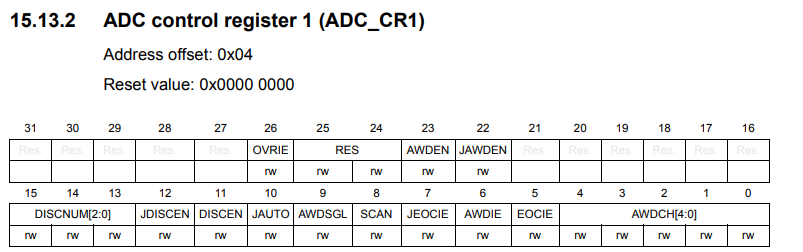 15.13.2 ADC control register 1 (ADC_CR1)
Address offset: 0x04
Reset value: 0x0000 0000
31 30 29 28 27 26 25 24 23 22 21 20 19 18 17 16
Res. Res. Res. Res. Res. OVRIE RES AWDEN JAWDEN Res. Res. Res. Res. Res. Res.
rw rw rw rw rw
15 14 13 12 11 10 9 8 7 6 5 4 3 2 1 0
DISCNUM[2:0] JDISCEN DISCEN JAUTO AWDSGL SCAN JEOCIE AWDIE EOCIE AWDCH[4:0]
rw rw rw rw rw rw rw rw rw rw rw rw rw rw rw rw